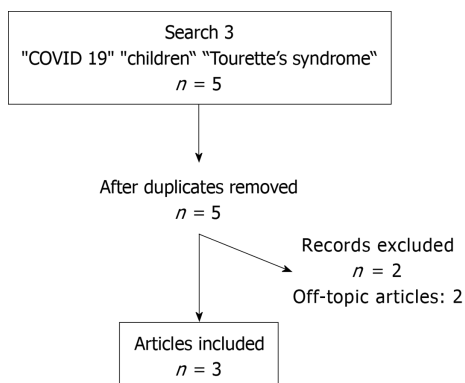 Search 3
"COVID 19" "children“ “Tourette’s syndrome“
n = 5
After duplicates removed
n = 5
Records excluded
n = 2
Off-topic articles: 2
Articles included
n = 3